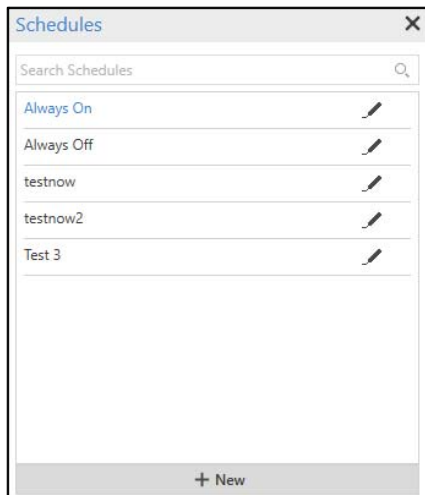 Schedules
Search Schedules
Always On
Always Off
testnow
testnow2
Test 3
+ New